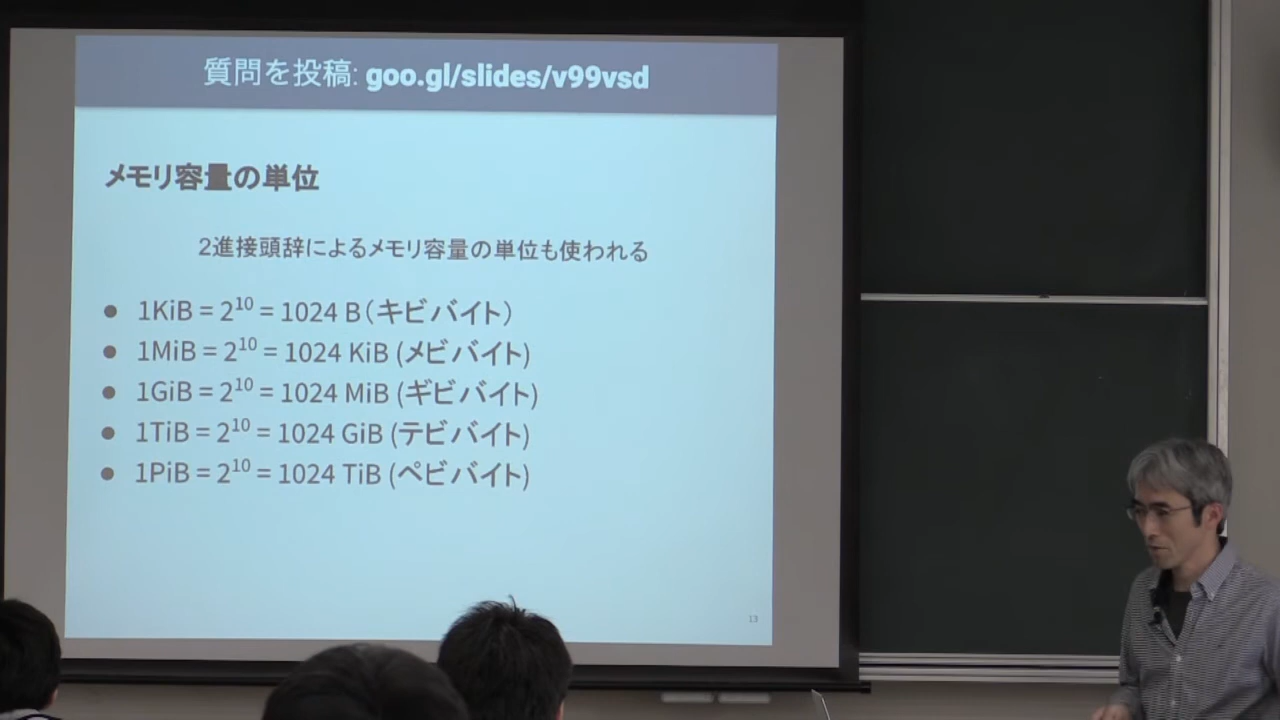 質問を投稿: goo.gl/slides/v99vsd
メモリ容量の単位
2進接頭辞によるメモリ容量の単位も使われる
● 1KiB = 2¹⁰ = 1024 B（キビバイト）
● 1MiB = 2¹⁰ = 1024 KiB (メビバイト)
● 1GiB = 2¹⁰ = 1024 MiB (ギビバイト)
● 1TiB = 2¹⁰ = 1024 GiB (テビバイト)
● 1PiB = 2¹⁰ = 1024 TiB (ペビバイト)
13